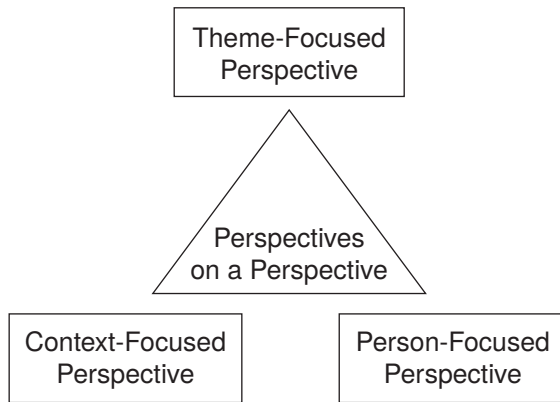 Theme-Focused
Perspective
Perspectives
on a Perspective
Context-Focused
Perspective
Person-Focused
Perspective